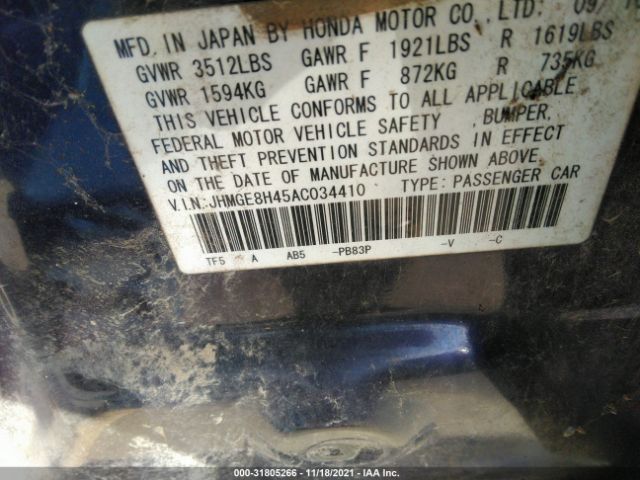 MFD. IN JAPAN BY HONDA MOTOR CO.,LTD. 09/
GVWR 3512LBS GAWR F 1921LBS R 1619LBS
GVWR 1594KG GAWR F 872KG R 735KG
THIS VEHICLE CONFORMS TO ALL APPLICABLE
FEDERAL MOTOR VEHICLE SAFETY ,BUMPER,
AND THEFT PREVENTION STANDARDS IN EFFECT
ON THE DATE OF MANUFACTURE SHOWN ABOVE.
V.I.N:JHMGE8H45AC034410 TYPE:PASSENGER CAR
TF5 A AB5 -PB83P -V -C
000-31805266 - 11/18/2021 - IAA Inc.